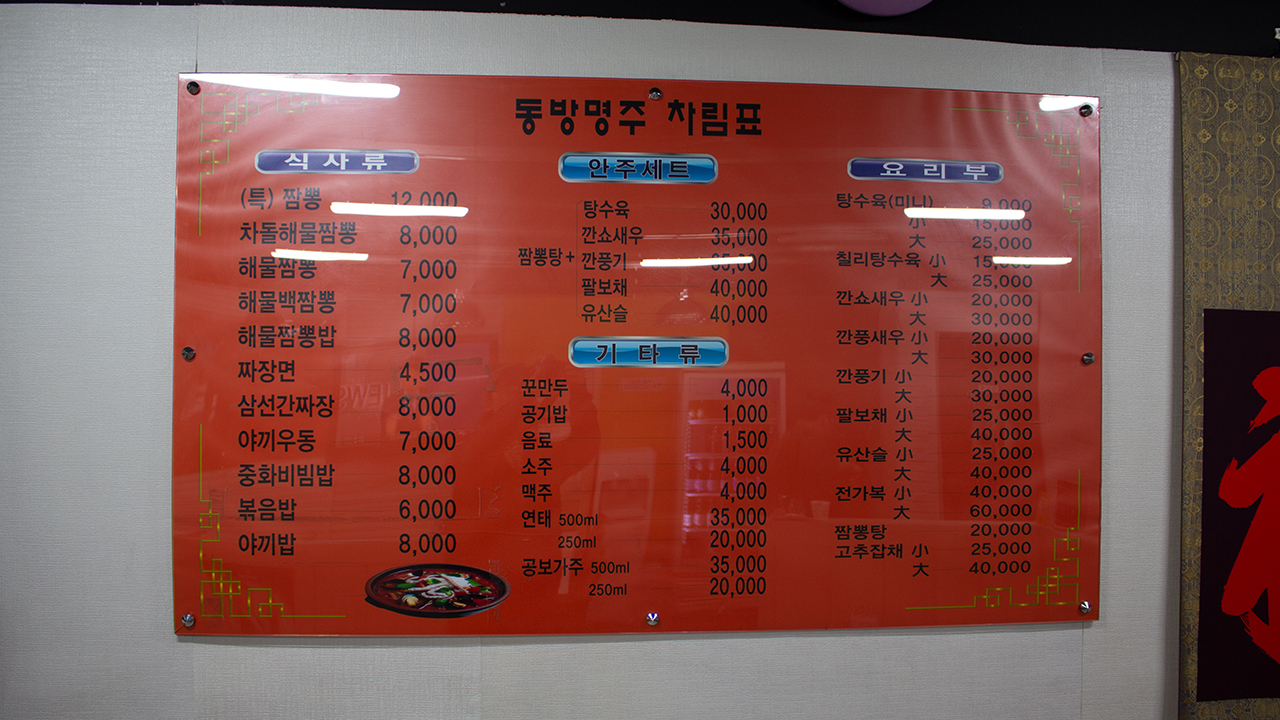 동방명주 차림표
식사류
(특) 짬뽕 12,000
차돌해물짬뽕 8,000
해물짬뽕 7,000
해물백짬뽕 7,000
해물짬뽕밥 8,000
짜장면 4,500
삼선간짜장 8,000
야끼우동 7,000
중화비빔밥 8,000
볶음밥 6,000
야끼밥 8,000
안주세트
짬뽕탕+
탕수육 30,000
깐쇼새우 35,000
깐풍기 35,000
팔보채 40,000
유산슬 40,000
기타류
꾼만두 4,000
공기밥 1,000
음료 1,500
소주 4,000
맥주 4,000
연태 500ml 35,000
250ml 20,000
공보가주 500ml 35,000
250ml 20,000
요리부
탕수육(미니) 9,000
小 15,000
大 25,000
칠리탕수육 小 15,000
大 25,000
깐쇼새우 小 20,000
大 30,000
깐풍새우 小 20,000
大 30,000
깐풍기 小 20,000
大 30,000
팔보채 小 25,000
大 40,000
유산슬 小 25,000
大 40,000
전가복 小 40,000
大 60,000
짬뽕탕 20,000
고추잡채 小 25,000
大 40,000